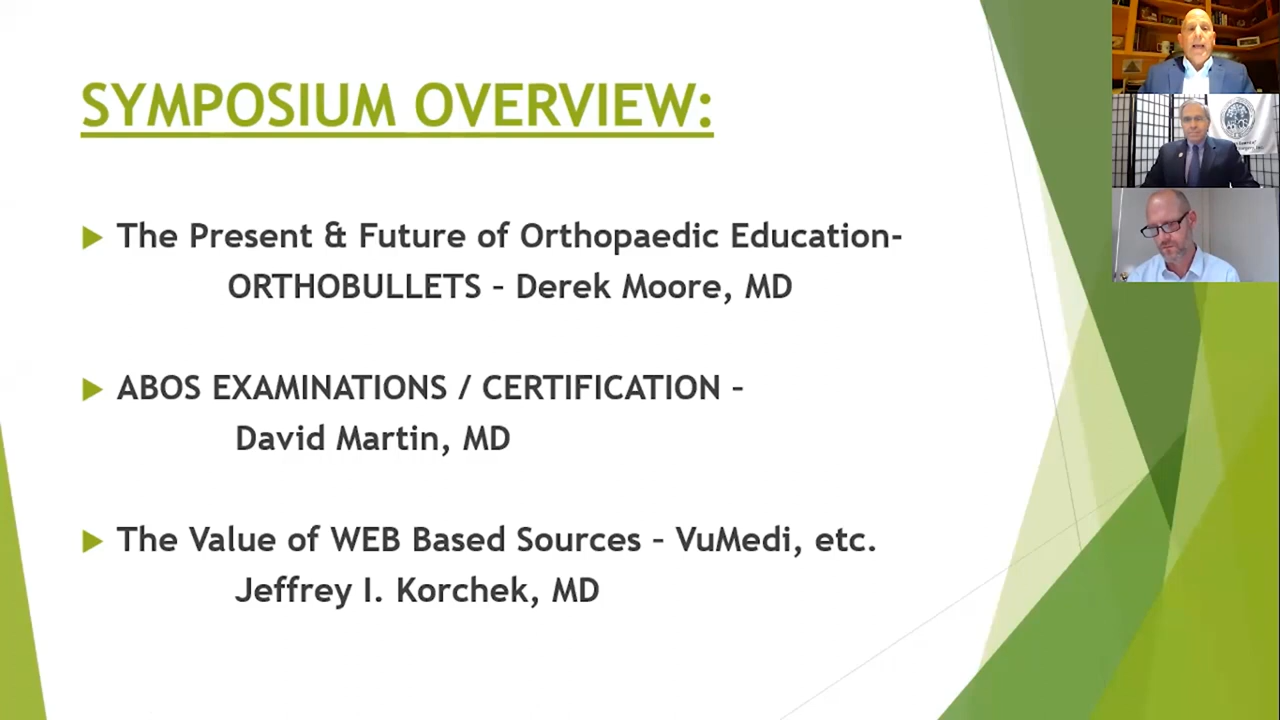 SYMPOSIUM OVERVIEW:
The Present & Future of Orthopaedic Education-
ORTHOBULLETS – Derek Moore, MD
ABOS EXAMINATIONS / CERTIFICATION –
David Martin, MD
The Value of WEB Based Sources – VuMedi, etc.
Jeffrey I. Korchek, MD